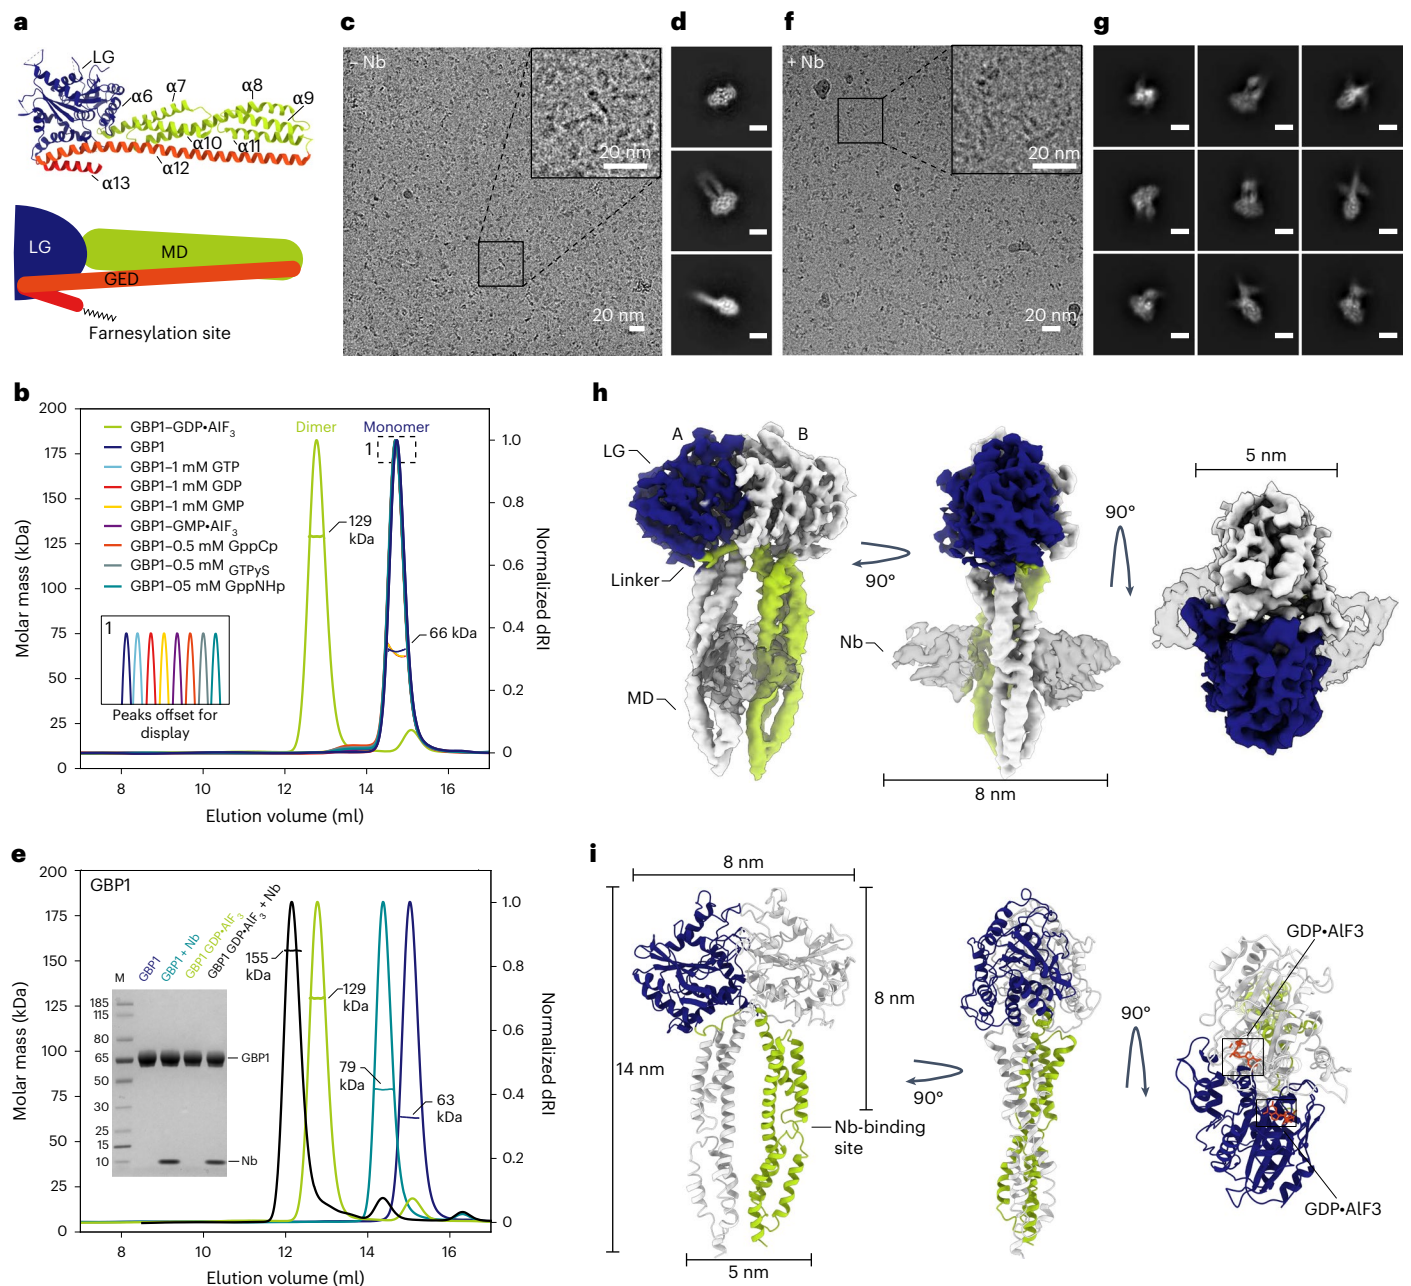 a
LG
α6
α7
α8
α9
α10
α11
α12
α13
LG
MD
GED
Farnesylation site
c
– Nb
20 nm
20 nm
d
f
+ Nb
20 nm
20 nm
g
b
200
175
150
125
100
75
50
25
0
Molar mass (kDa)
GBP1–GDP•AlF3
GBP1
GBP1–1 mM GTP
GBP1–1 mM GDP
GBP1–1 mM GMP
GBP1–GMP•AlF3
GBP1–0.5 mM GppCp
GBP1–0.5 mM GTPyS
GBP1–05 mM GppNHp
Dimer
Monomer
1
129
kDa
66 kDa
1
Peaks offset for
display
1.0
0.8
0.6
0.4
0.2
0
Normalized dRI
8
10
12
14
16
Elution volume (ml)
h
A
B
LG
Linker
MD
90°
Nb
8 nm
90°
5 nm
e
GBP1
200
175
150
125
100
75
50
25
0
Molar mass (kDa)
M
GBP1
GBP1 + Nb
GBP1 GDP•AlF3
GBP1 GDP•AlF3 + Nb
185
115
80
65
50
30
25
15
10
GBP1
Nb
155
kDa
129
kDa
79
kDa
63
kDa
1.0
0.8
0.6
0.4
0.2
0
Normalized dRI
8
10
12
14
16
Elution volume (ml)
i
8 nm
14 nm
8 nm
5 nm
Nb-binding
site
90°
90°
GDP•AlF3
GDP•AlF3